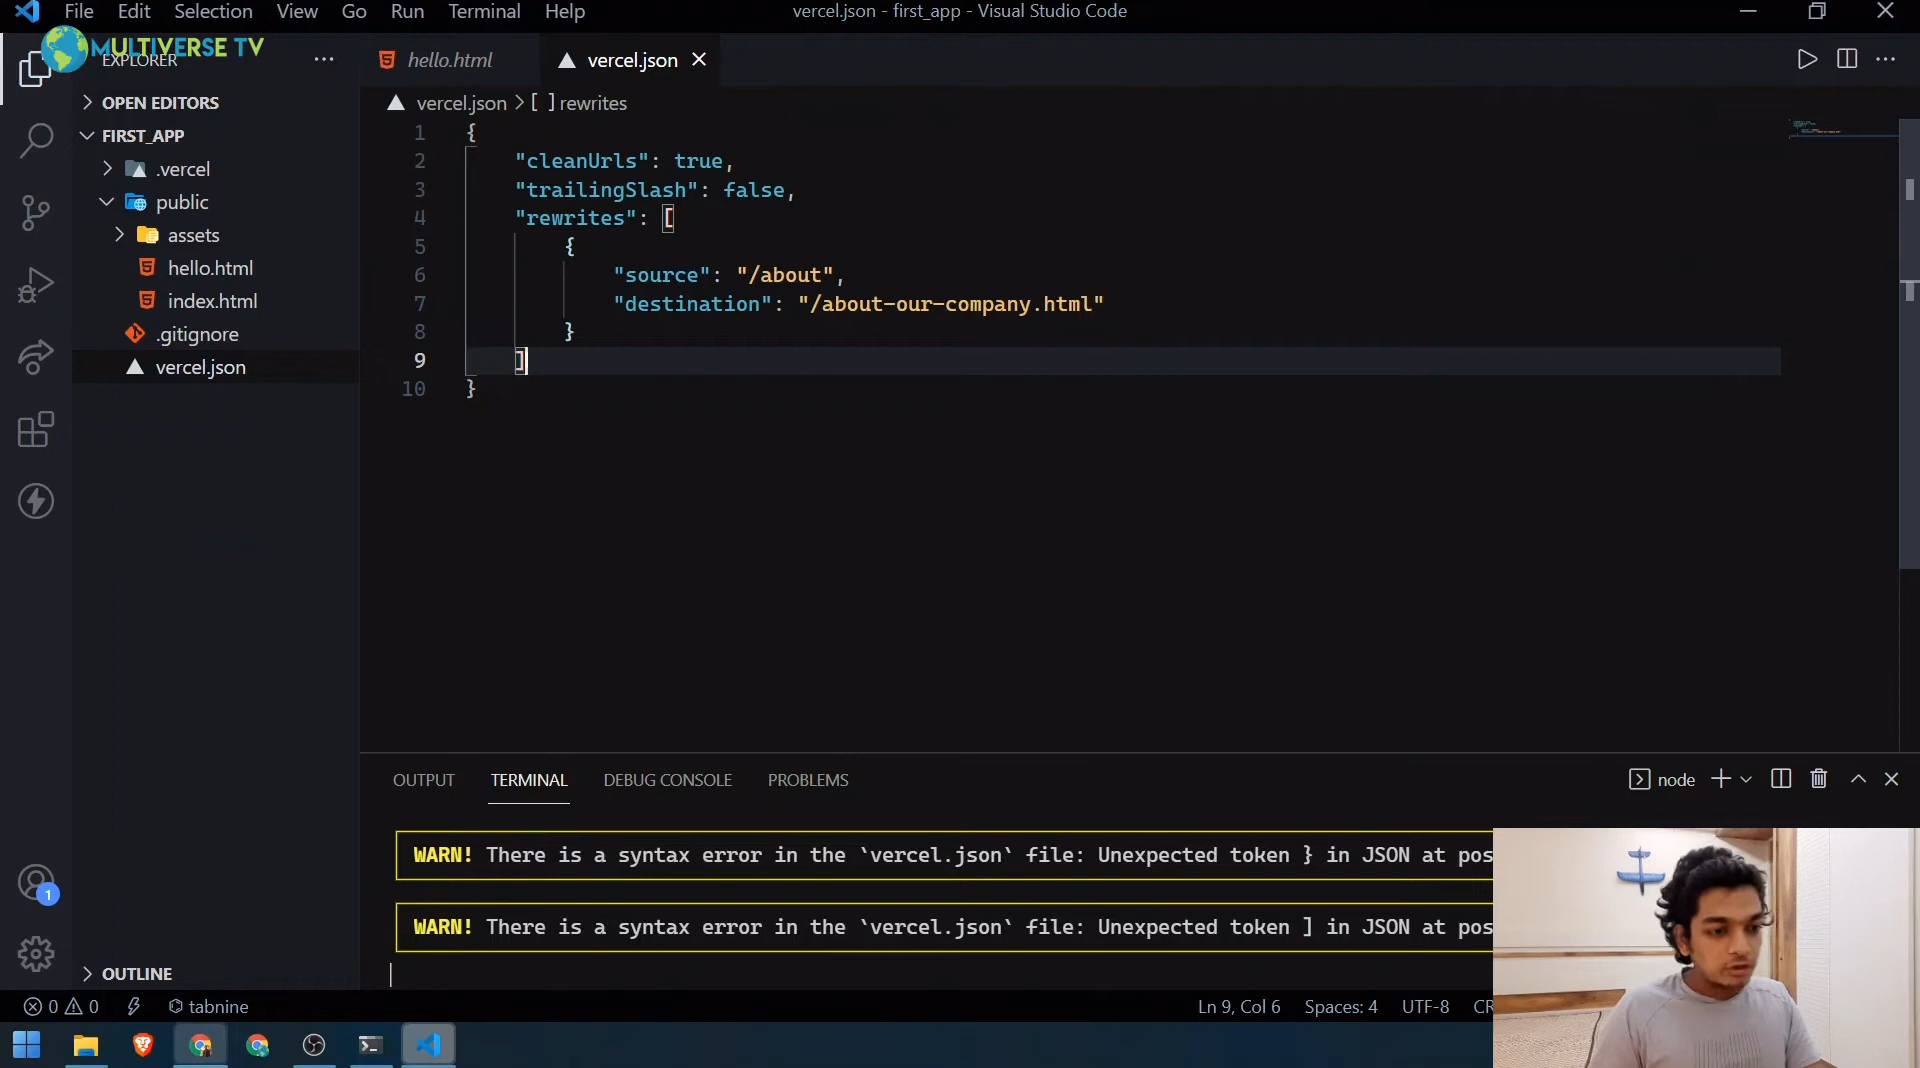 File Edit Selection View Go Run Terminal Help
vercel.json - first_app - Visual Studio Code
MULTIVERSE TV
EXPLORER
hello.html
vercel.json
OPEN EDITORS
vercel.json > [ ] rewrites
FIRST_APP
.vercel
public
assets
hello.html
index.html
.gitignore
vercel.json
1 {
2 "cleanUrls": true,
3 "trailingSlash": false,
4 "rewrites": [
5 {
6 "source": "/about",
7 "destination": "/about-our-company.html"
8 }
9 ]
10 }
OUTPUT TERMINAL DEBUG CONSOLE PROBLEMS
node
WARN! There is a syntax error in the `vercel.json` file: Unexpected token } in JSON at pos
WARN! There is a syntax error in the `vercel.json` file: Unexpected token ] in JSON at pos
1
OUTLINE
0 0 tabnine
Ln 9, Col 6 Spaces: 4 UTF-8 CR